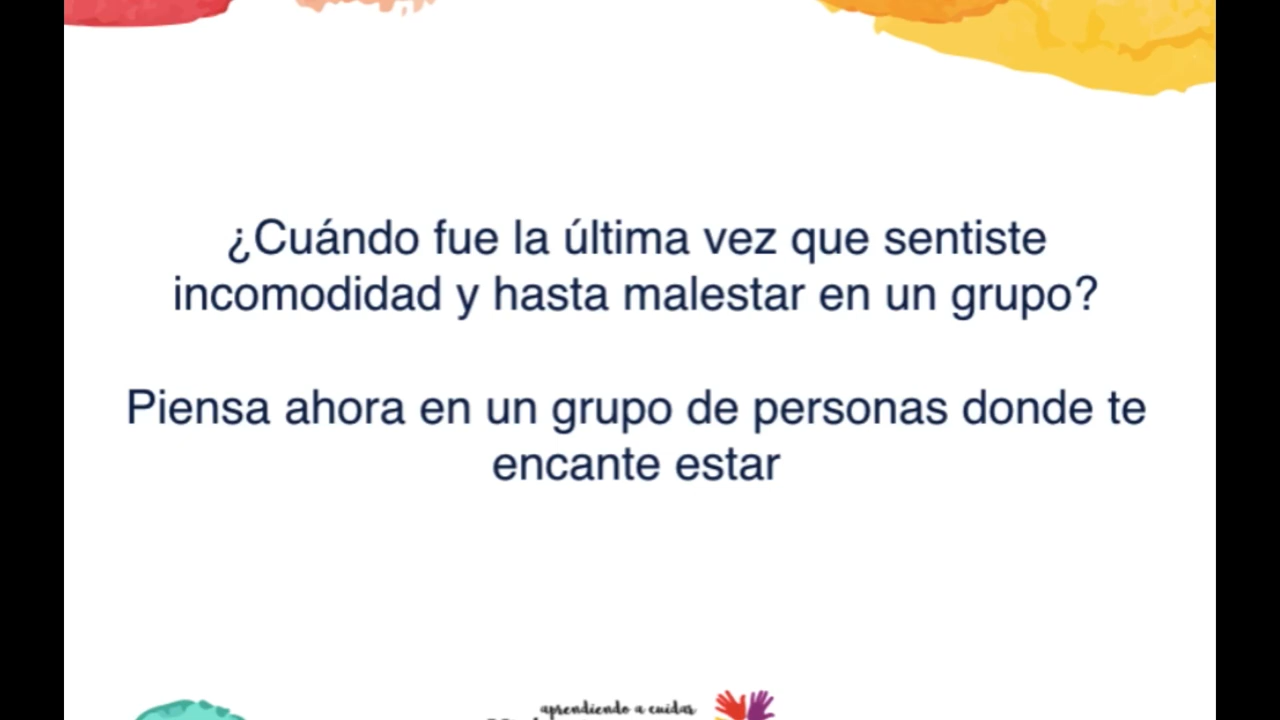 ¿Cuándo fue la última vez que sentiste
incomodidad y hasta malestar en un grupo?
Piensa ahora en un grupo de personas donde te
encante estar
aprendiendo a cuidar